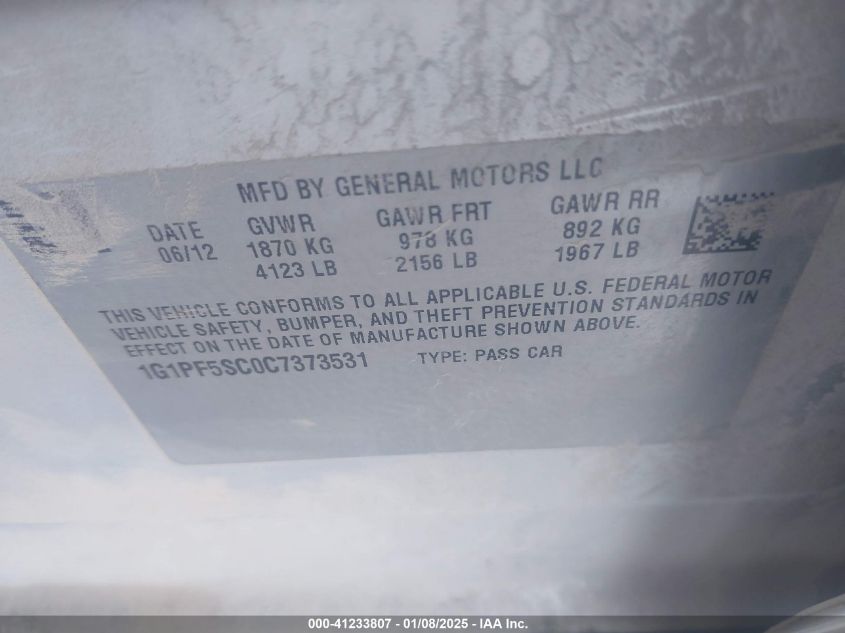 MFD BY GENERAL MOTORS LLC
DATE GVWR GAWR FRT GAWR RR
06/12 1870 KG 978 KG 892 KG
4123 LB 2156 LB 1967 LB
THIS VEHICLE CONFORMS TO ALL APPLICABLE U.S. FEDERAL MOTOR
VEHICLE SAFETY, BUMPER, AND THEFT PREVENTION STANDARDS IN
EFFECT ON THE DATE OF MANUFACTURE SHOWN ABOVE.
1G1PF5SC0C7373531 TYPE: PASS CAR
000-41233807 - 01/08/2025 - IAA Inc.